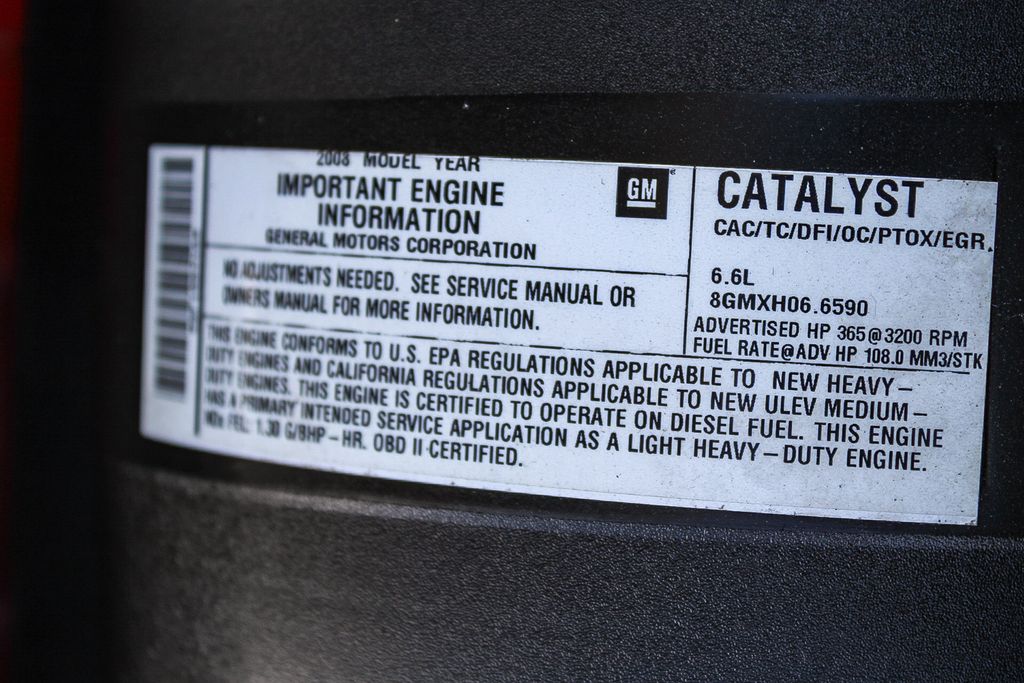 2008 MODEL YEAR
IMPORTANT ENGINE
INFORMATION
GENERAL MOTORS CORPORATION
GM
NO ADJUSTMENTS NEEDED. SEE SERVICE MANUAL OR
OWNERS MANUAL FOR MORE INFORMATION.
CATALYST
CAC/TC/DFI/OC/PTOX/EGR.
6.6L
8GMXH06.6590
ADVERTISED HP 365@3200 RPM
FUEL RATE@ADV HP 108.0 MM3/STK
THIS ENGINE CONFORMS TO U.S. EPA REGULATIONS APPLICABLE TO NEW HEAVY-
DUTY ENGINES AND CALIFORNIA REGULATIONS APPLICABLE TO NEW ULEV MEDIUM-
DUTY ENGINES. THIS ENGINE IS CERTIFIED TO OPERATE ON DIESEL FUEL. THIS ENGINE
HAS A PRIMARY INTENDED SERVICE APPLICATION AS A LIGHT HEAVY-DUTY ENGINE.
NOx FEL: 1.30 G/BHP-HR. OBD II CERTIFIED.